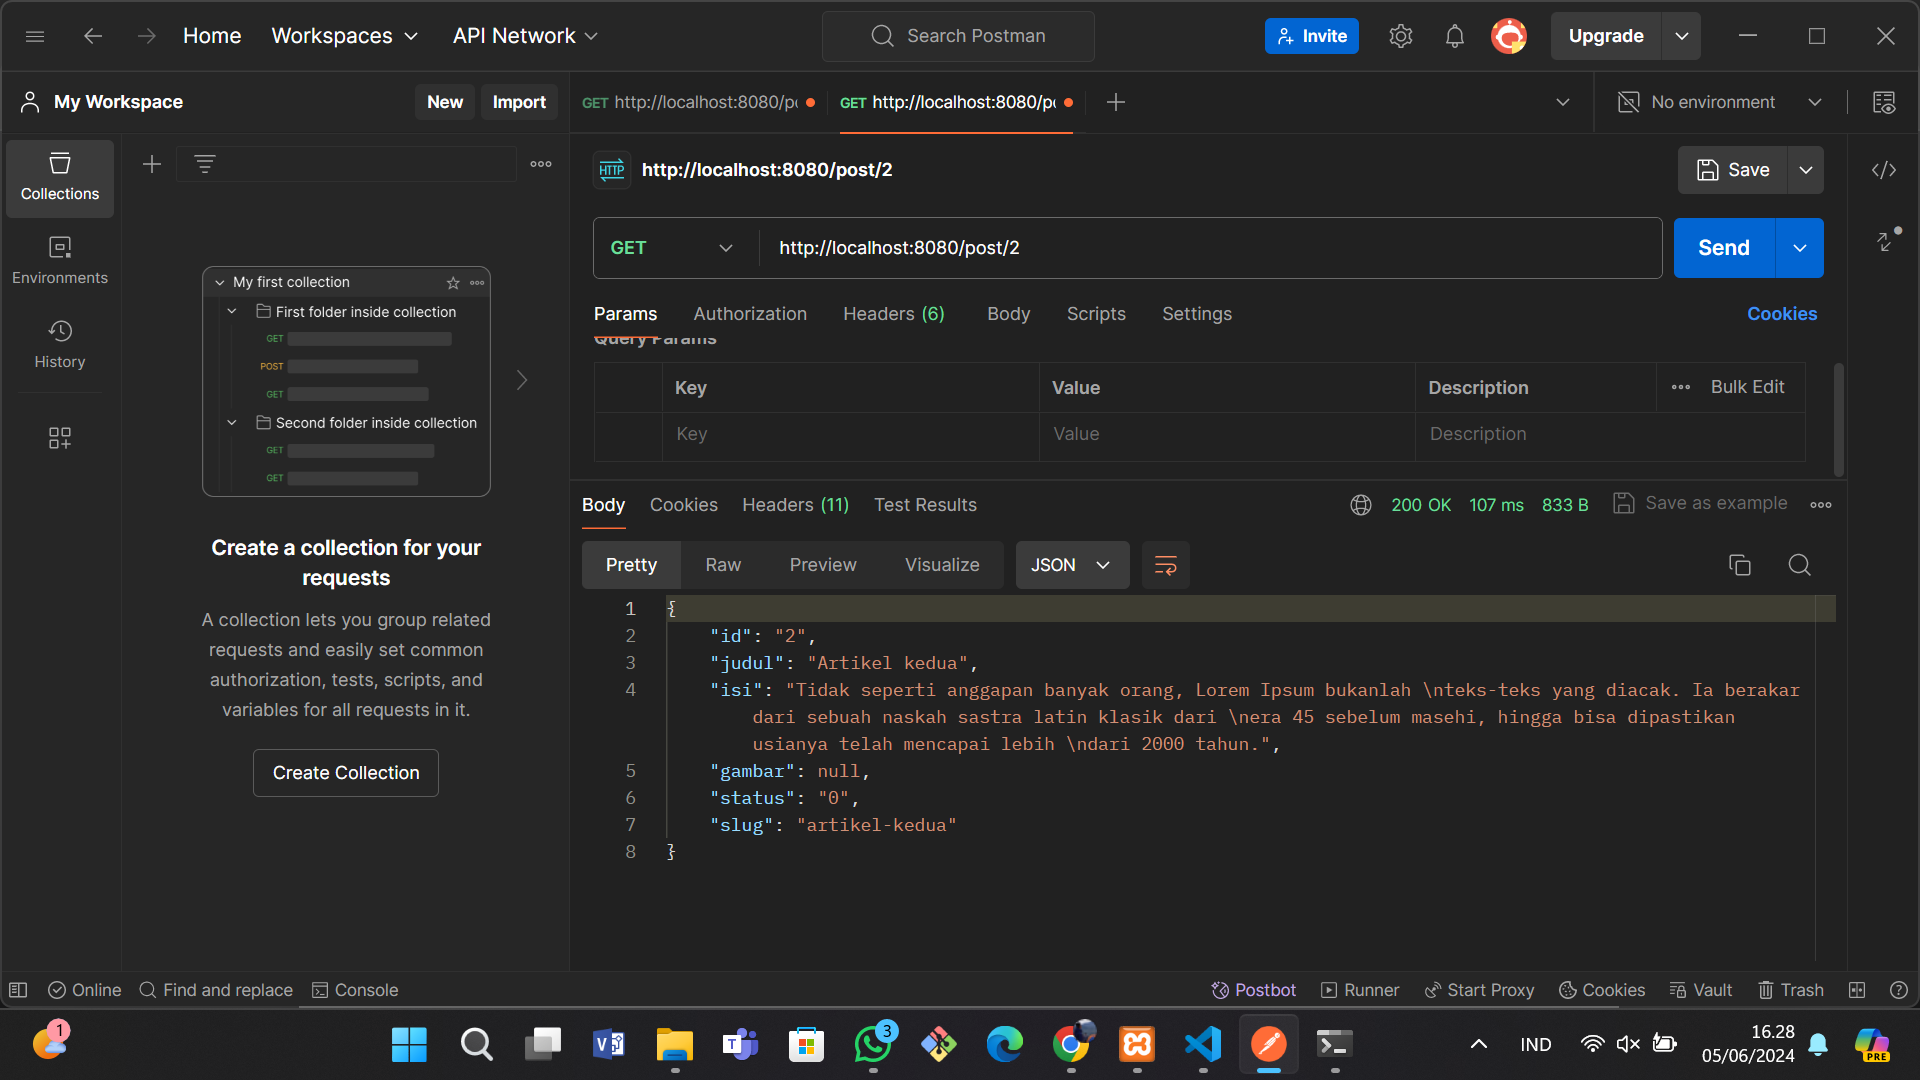 Home
Workspaces
API Network
Search Postman
Invite
Upgrade
My Workspace
New
Import
GET http://localhost:8080/p
GET http://localhost:8080/p
No environment
Collections
Environments
History
My first collection
First folder inside collection
GET
POST
GET
Second folder inside collection
GET
GET
Create a collection for your
requests
A collection lets you group related
requests and easily set common
authorization, tests, scripts, and
variables for all requests in it.
Create Collection
HTTP
http://localhost:8080/post/2
Save
GET
http://localhost:8080/post/2
Send
Params
Authorization
Headers (6)
Body
Scripts
Settings
Cookies
Query Params
Key
Value
Description
Bulk Edit
Key
Value
Description
Body
Cookies
Headers (11)
Test Results
200 OK
107 ms
833 B
Save as example
Pretty
Raw
Preview
Visualize
JSON
1 {
2 "id": "2",
3 "judul": "Artikel kedua",
4 "isi": "Tidak seperti anggapan banyak orang, Lorem Ipsum bukanlah \nteks-teks yang diacak. Ia berakar
dari sebuah naskah sastra latin klasik dari \nera 45 sebelum masehi, hingga bisa dipastikan
usianya telah mencapai lebih \ndari 2000 tahun.",
5 "gambar": null,
6 "status": "0",
7 "slug": "artikel-kedua"
8 }
Online
Find and replace
Console
Postbot
Runner
Start Proxy
Cookies
Vault
Trash
1
3
IND
16.28
05/06/2024
PRE